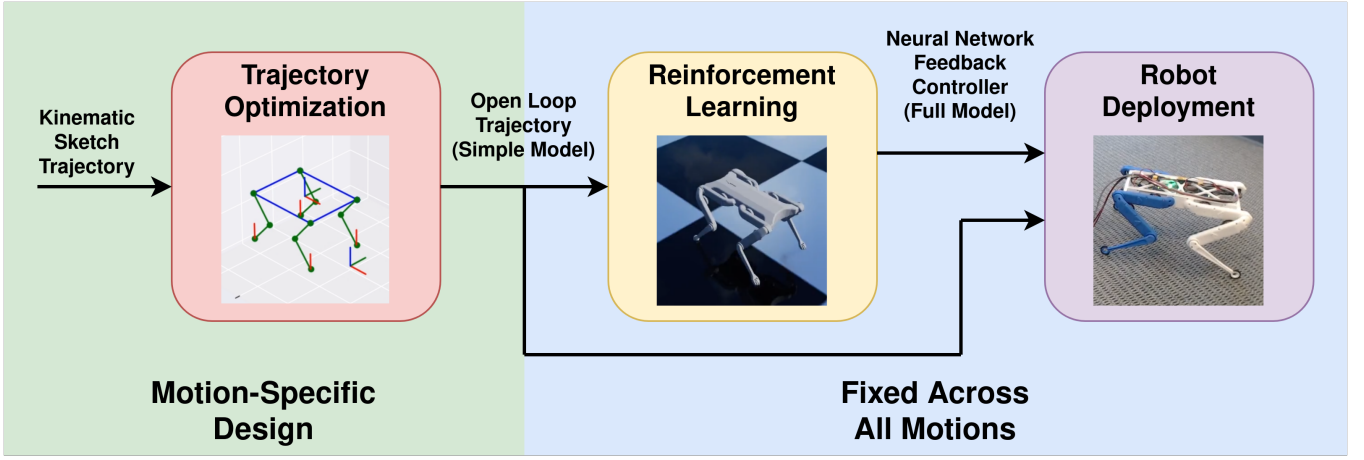 Kinematic
Sketch
Trajectory
Trajectory
Optimization
Open Loop
Trajectory
(Simple Model)
Reinforcement
Learning
Neural Network
Feedback
Controller
(Full Model)
Robot
Deployment
Motion-Specific
Design
Fixed Across
All Motions